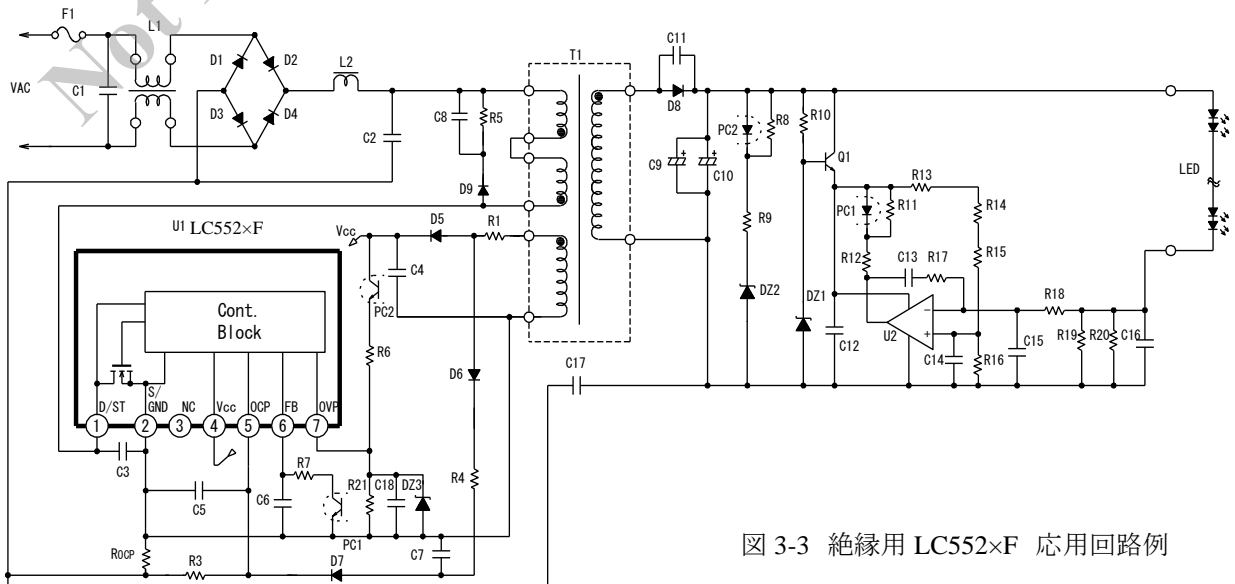 Not
F1
L1
VAC
C1
D1
D2
D3
D4
L2
C2
C8
R5
D9
T1
C11
D8
C9
C10
PC2
R8
R9
DZ2
R10
DZ1
Q1
PC1
R11
R12
R13
R14
R15
C13
R17
U2
C12
C14
R16
C15
R18
R19
R20
C16
LED
U1 LC552×F
Cont.
Block
D/ST
S/
GND
NC
Vcc
OCP
FB
OVP
1
2
3
4
5
6
7
Vcc
D5
R1
C4
PC2
R6
D6
R4
C17
C3
C5
C6
R7
PC1
R21
C18
DZ3
C7
ROCP
R3
D7
図 3-3 絶縁用 LC552×F 応用回路例